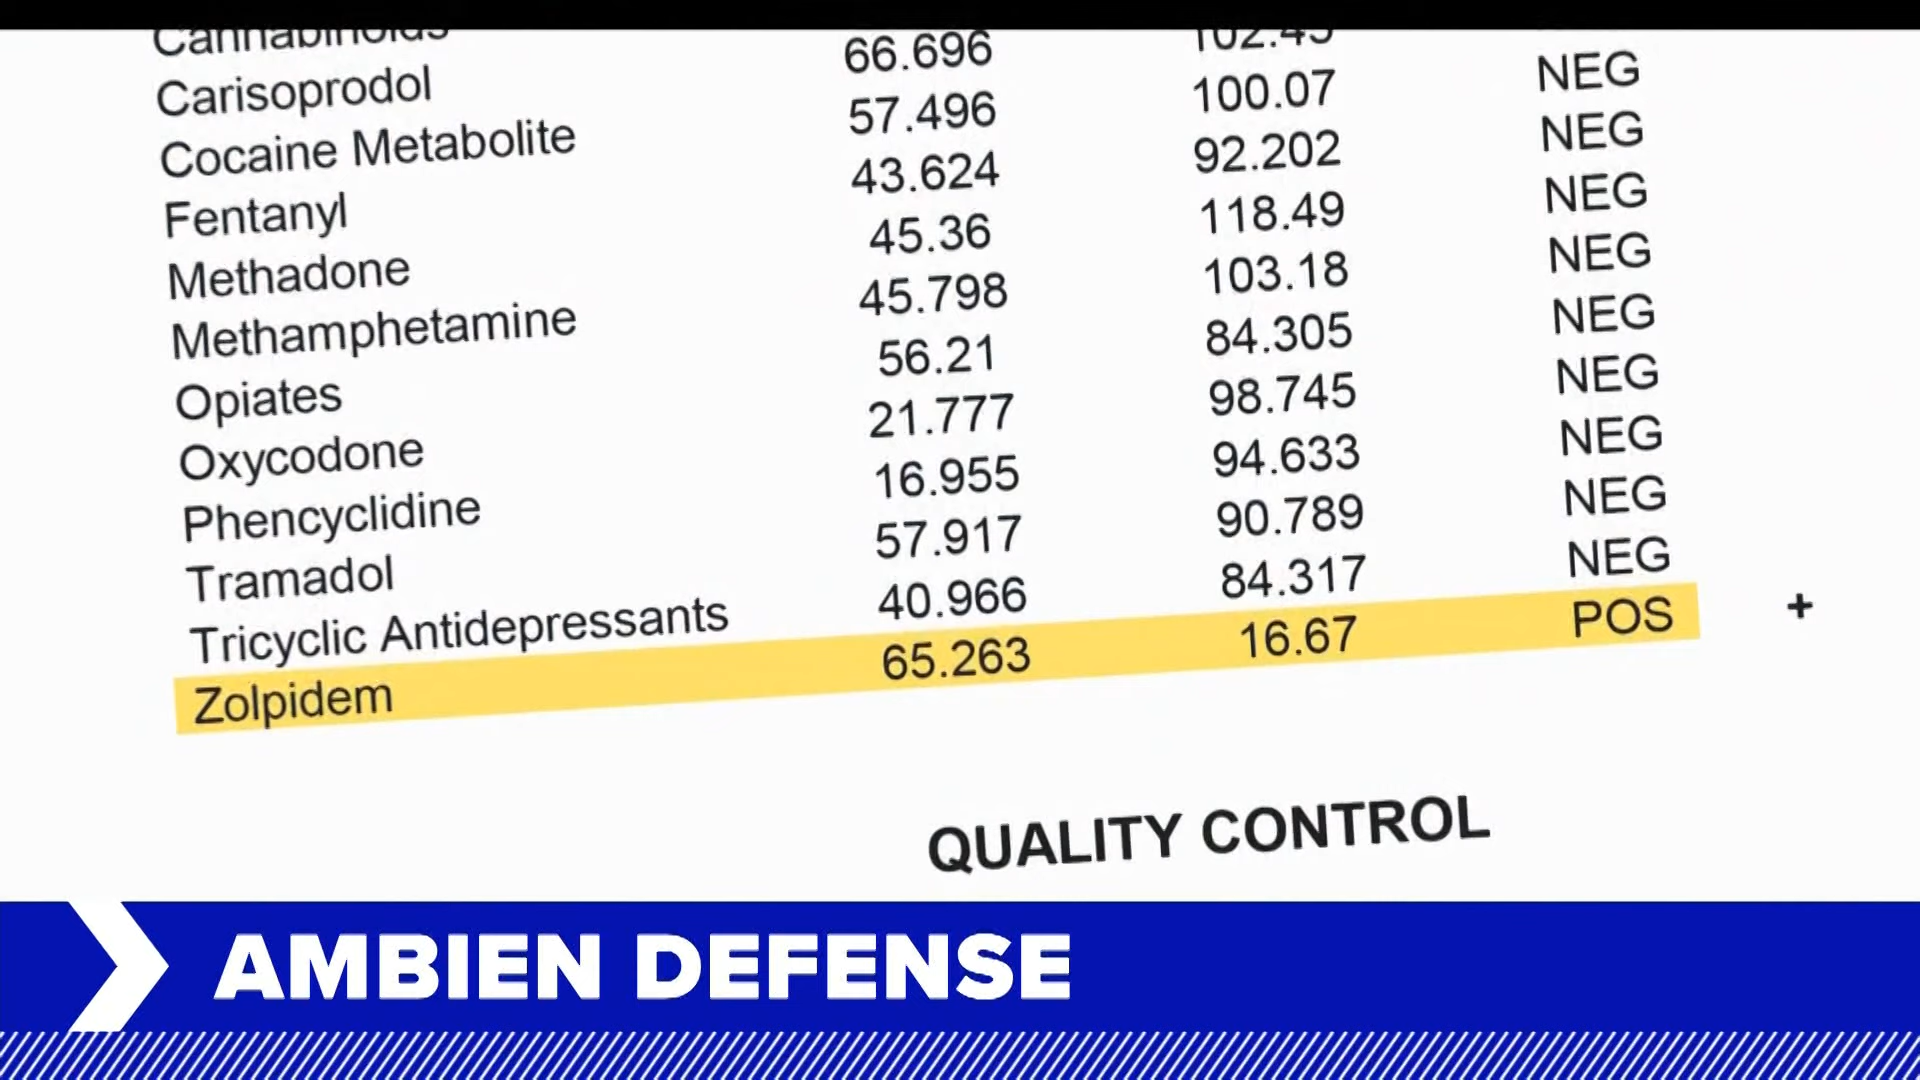 Cannabinoids
Carisoprodol 66.696 102.45
Cocaine Metabolite 57.496 100.07 NEG
Fentanyl 43.624 92.202 NEG
Methadone 45.36 118.49 NEG
Methamphetamine 45.798 103.18 NEG
Opiates 56.21 84.305 NEG
Oxycodone 21.777 98.745 NEG
Phencyclidine 16.955 94.633 NEG
Tramadol 57.917 90.789 NEG
Tricyclic Antidepressants 40.966 84.317 NEG
Zolpidem 65.263 16.67 POS +
QUALITY CONTROL
AMBIEN DEFENSE